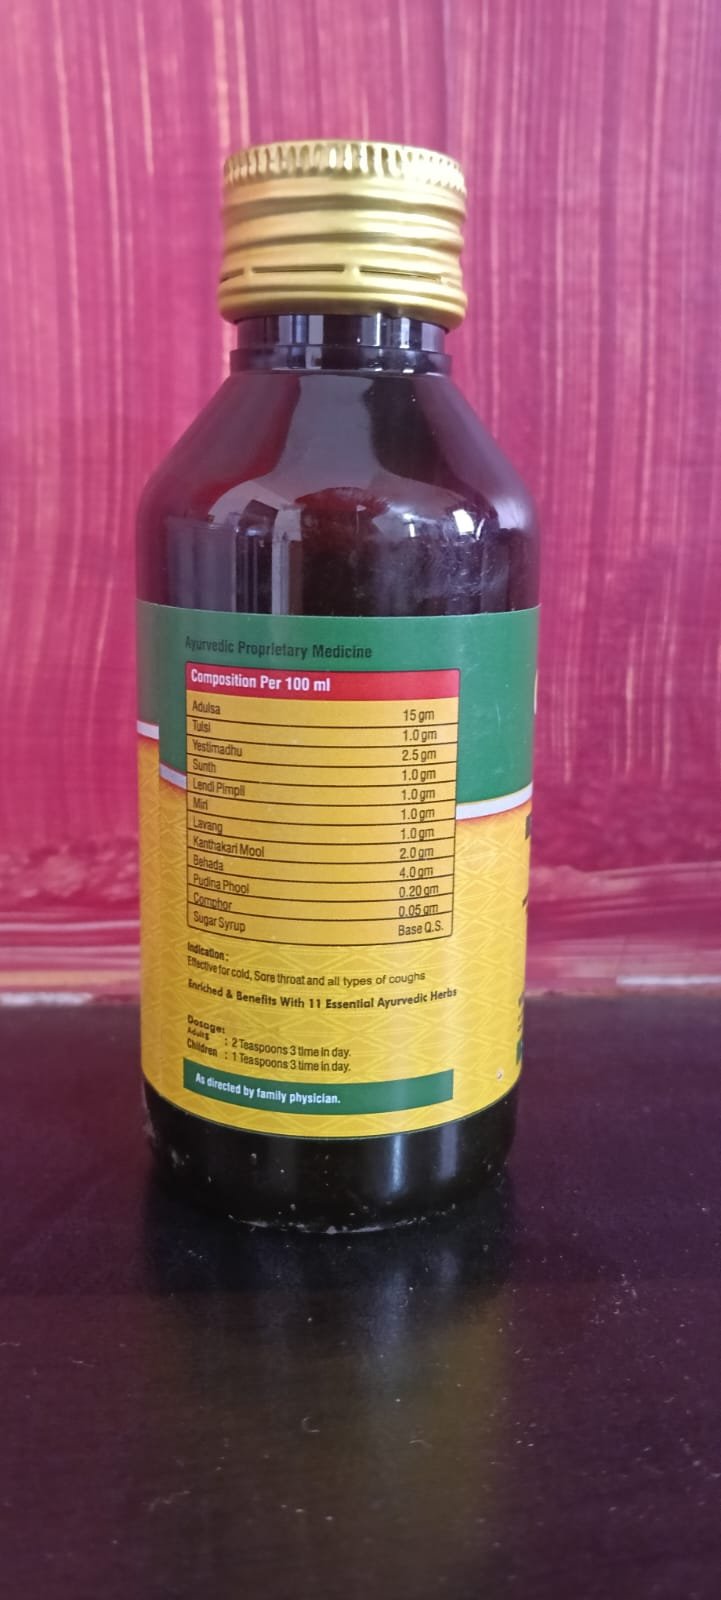 Ayurvedic Proprietary Medicine
Composition Per 100 ml
Adulsa 15 gm
Tulsi 1.0 gm
Yestimadhu 2.5 gm
Sunth 1.0 gm
Lendi Pimpli 1.0 gm
Miri 1.0 gm
Lavang 1.0 gm
Kanthakari Mool 2.0 gm
Behada 4.0 gm
Pudina Phool 0.20 gm
Comphor 0.05 gm
Sugar Syrup Base Q.S.
Indication :
Effective for cold, Sore throat and all types of coughs
Enriched & Benefits With 11 Essential Ayurvedic Herbs
Dosage:
Adults : 2 Teaspoons 3 time in day.
Children : 1 Teaspoons 3 time in day.
As directed by family physician.